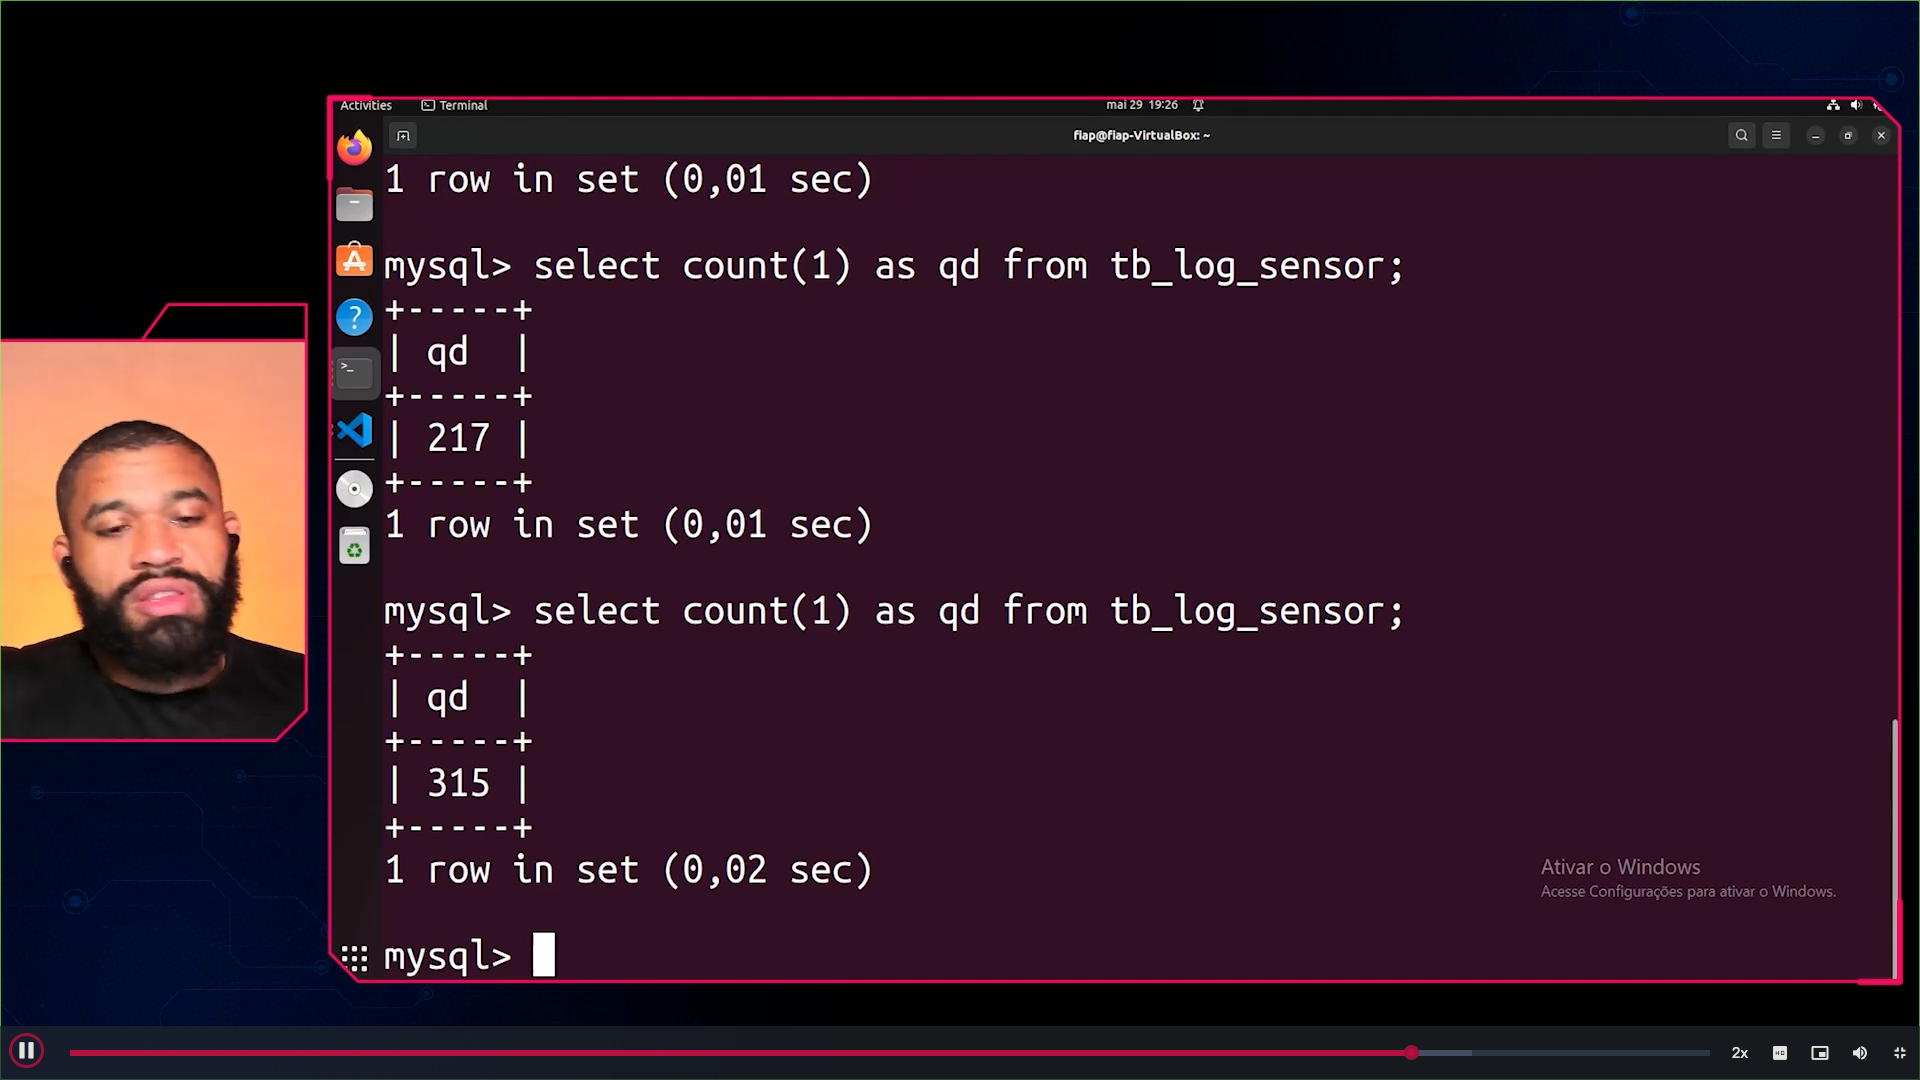 Activities
Terminal
mai 29 19:26
fiap@fiap-VirtualBox: ~
1 row in set (0,01 sec)
mysql> select count(1) as qd from tb_log_sensor;
+-----+
| qd  |
+-----+
| 217 |
+-----+
1 row in set (0,01 sec)
mysql> select count(1) as qd from tb_log_sensor;
+-----+
| qd  |
+-----+
| 315 |
+-----+
1 row in set (0,02 sec)
Ativar o Windows
Acesse Configurações para ativar o Windows.
mysql>
2x
HD